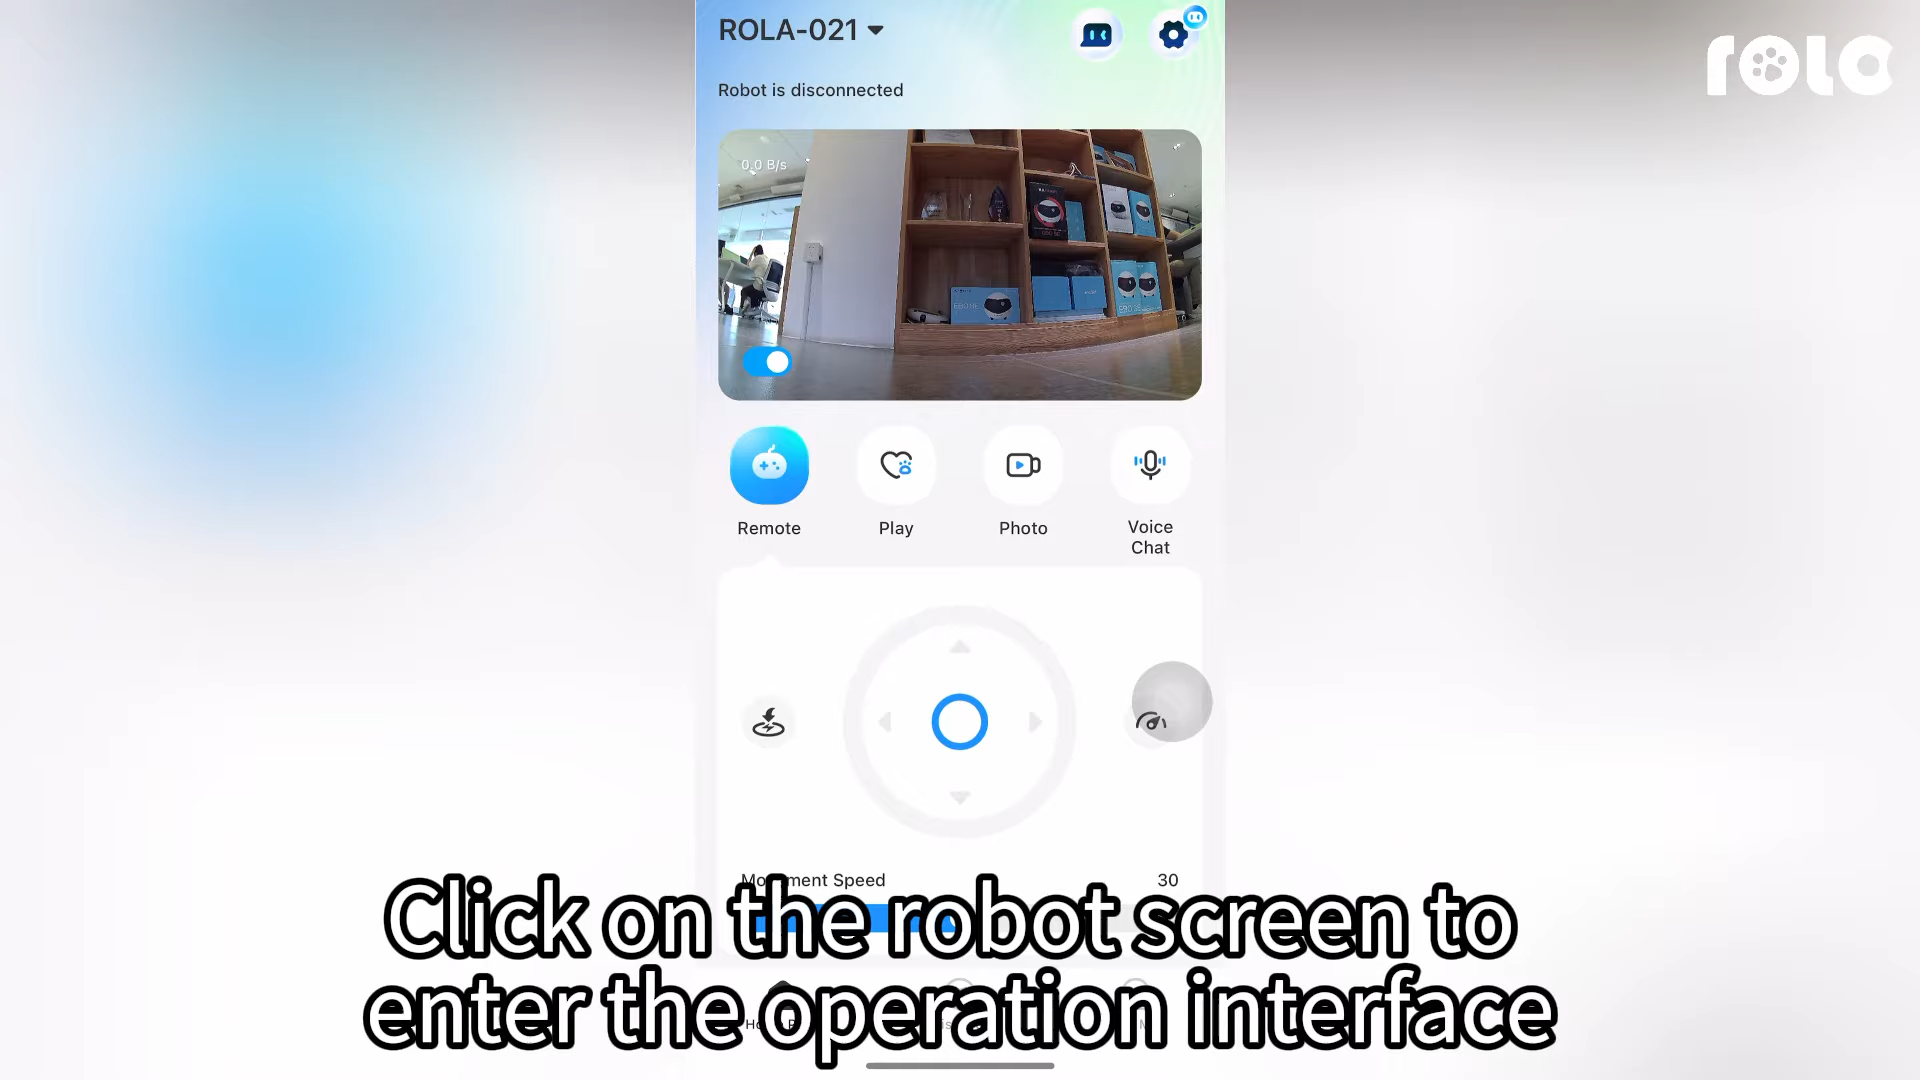 ROLA-021
rola
Robot is disconnected
0.0 B/s
Remote
Play
Photo
Voice
Chat
Movement Speed
30
Click on the robot screen to
enter the operation interface